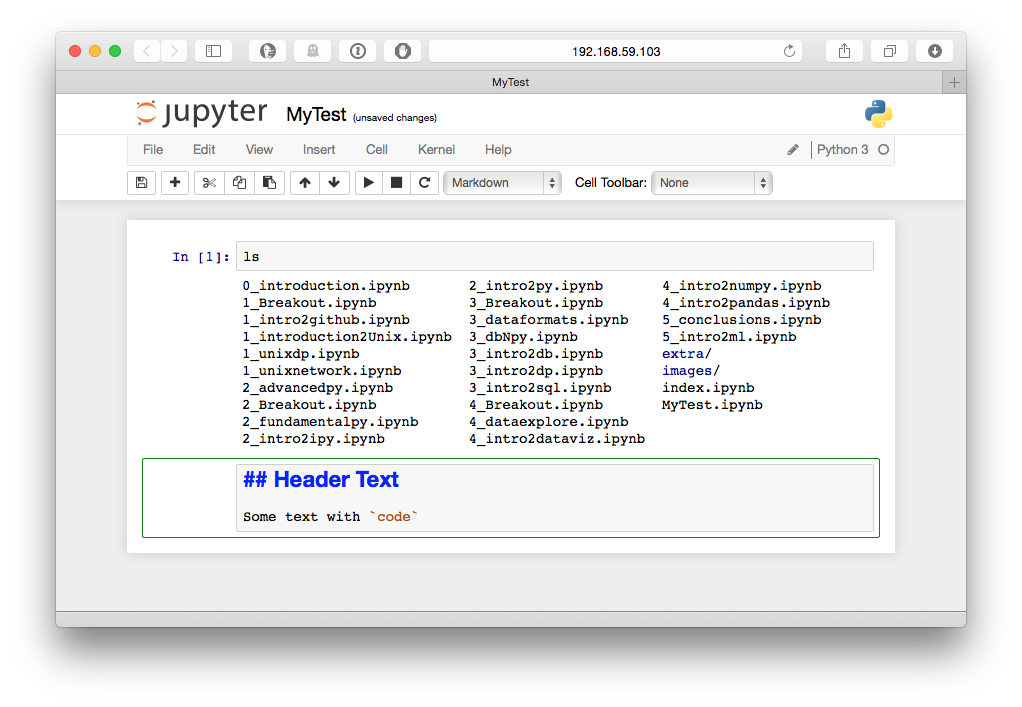 192.168.59.103
MyTest
jupyter MyTest (unsaved changes)
File Edit View Insert Cell Kernel Help Python 3
Markdown Cell Toolbar: None
In [1]: ls
0_introduction.ipynb 2_intro2py.ipynb 4_intro2numpy.ipynb
1_Breakout.ipynb 3_Breakout.ipynb 4_intro2pandas.ipynb
1_intro2github.ipynb 3_dataformats.ipynb 5_conclusions.ipynb
1_introduction2Unix.ipynb 3_dbNpy.ipynb 5_intro2ml.ipynb
1_unixdp.ipynb 3_intro2db.ipynb extra/
1_unixnetwork.ipynb 3_intro2dp.ipynb images/
2_advancedpy.ipynb 3_intro2sql.ipynb index.ipynb
2_Breakout.ipynb 4_Breakout.ipynb MyTest.ipynb
2_fundamentalpy.ipynb 4_dataexplore.ipynb
2_intro2ipy.ipynb 4_intro2dataviz.ipynb
## Header Text
Some text with `code`